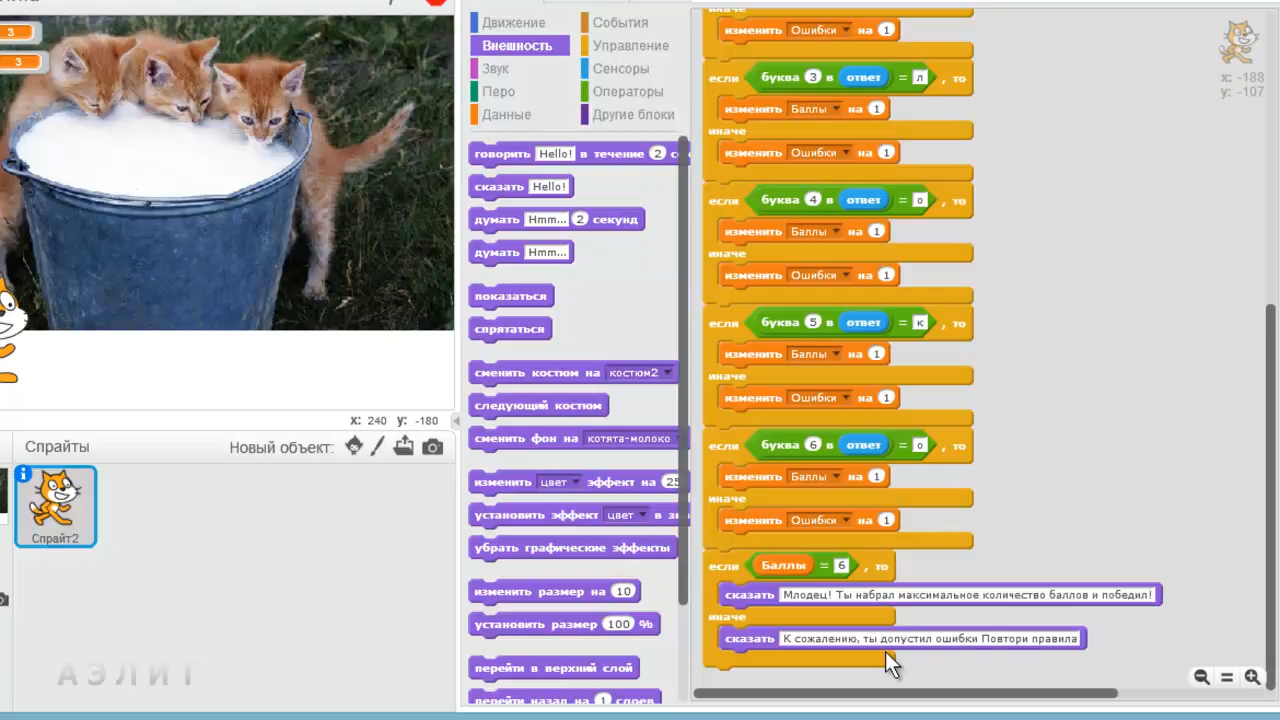 3
3
x: 240 y: -180
Спрайты
Новый объект:
Спрайт2
АЭЛИТ
Движение
Внешность
Звук
Перо
Данные
События
Управление
Сенсоры
Операторы
Другие блоки
говорить Hello! в течение 2 се
сказать Hello!
думать Hmm... 2 секунд
думать Hmm...
показаться
спрятаться
сменить костюм на костюм2
следующий костюм
сменить фон на котята-молоко
изменить цвет эффект на 25
установить эффект цвет в зн
убрать графические эффекты
изменить размер на 10
установить размер 100 %
перейти в верхний слой
перейти назад на 1 слоев
иначе
изменить Ошибки на 1
если буква 3 в ответ = л , то
изменить Баллы на 1
иначе
изменить Ошибки на 1
если буква 4 в ответ = о , то
изменить Баллы на 1
иначе
изменить Ошибки на 1
если буква 5 в ответ = к , то
изменить Баллы на 1
иначе
изменить Ошибки на 1
если буква 6 в ответ = о , то
изменить Баллы на 1
иначе
изменить Ошибки на 1
если Баллы = 6 , то
сказать Млодец! Ты набрал максимальное количество баллов и победил!
иначе
сказать К сожалению, ты допустил ошибки Повтори правила
x: -188
y: -107